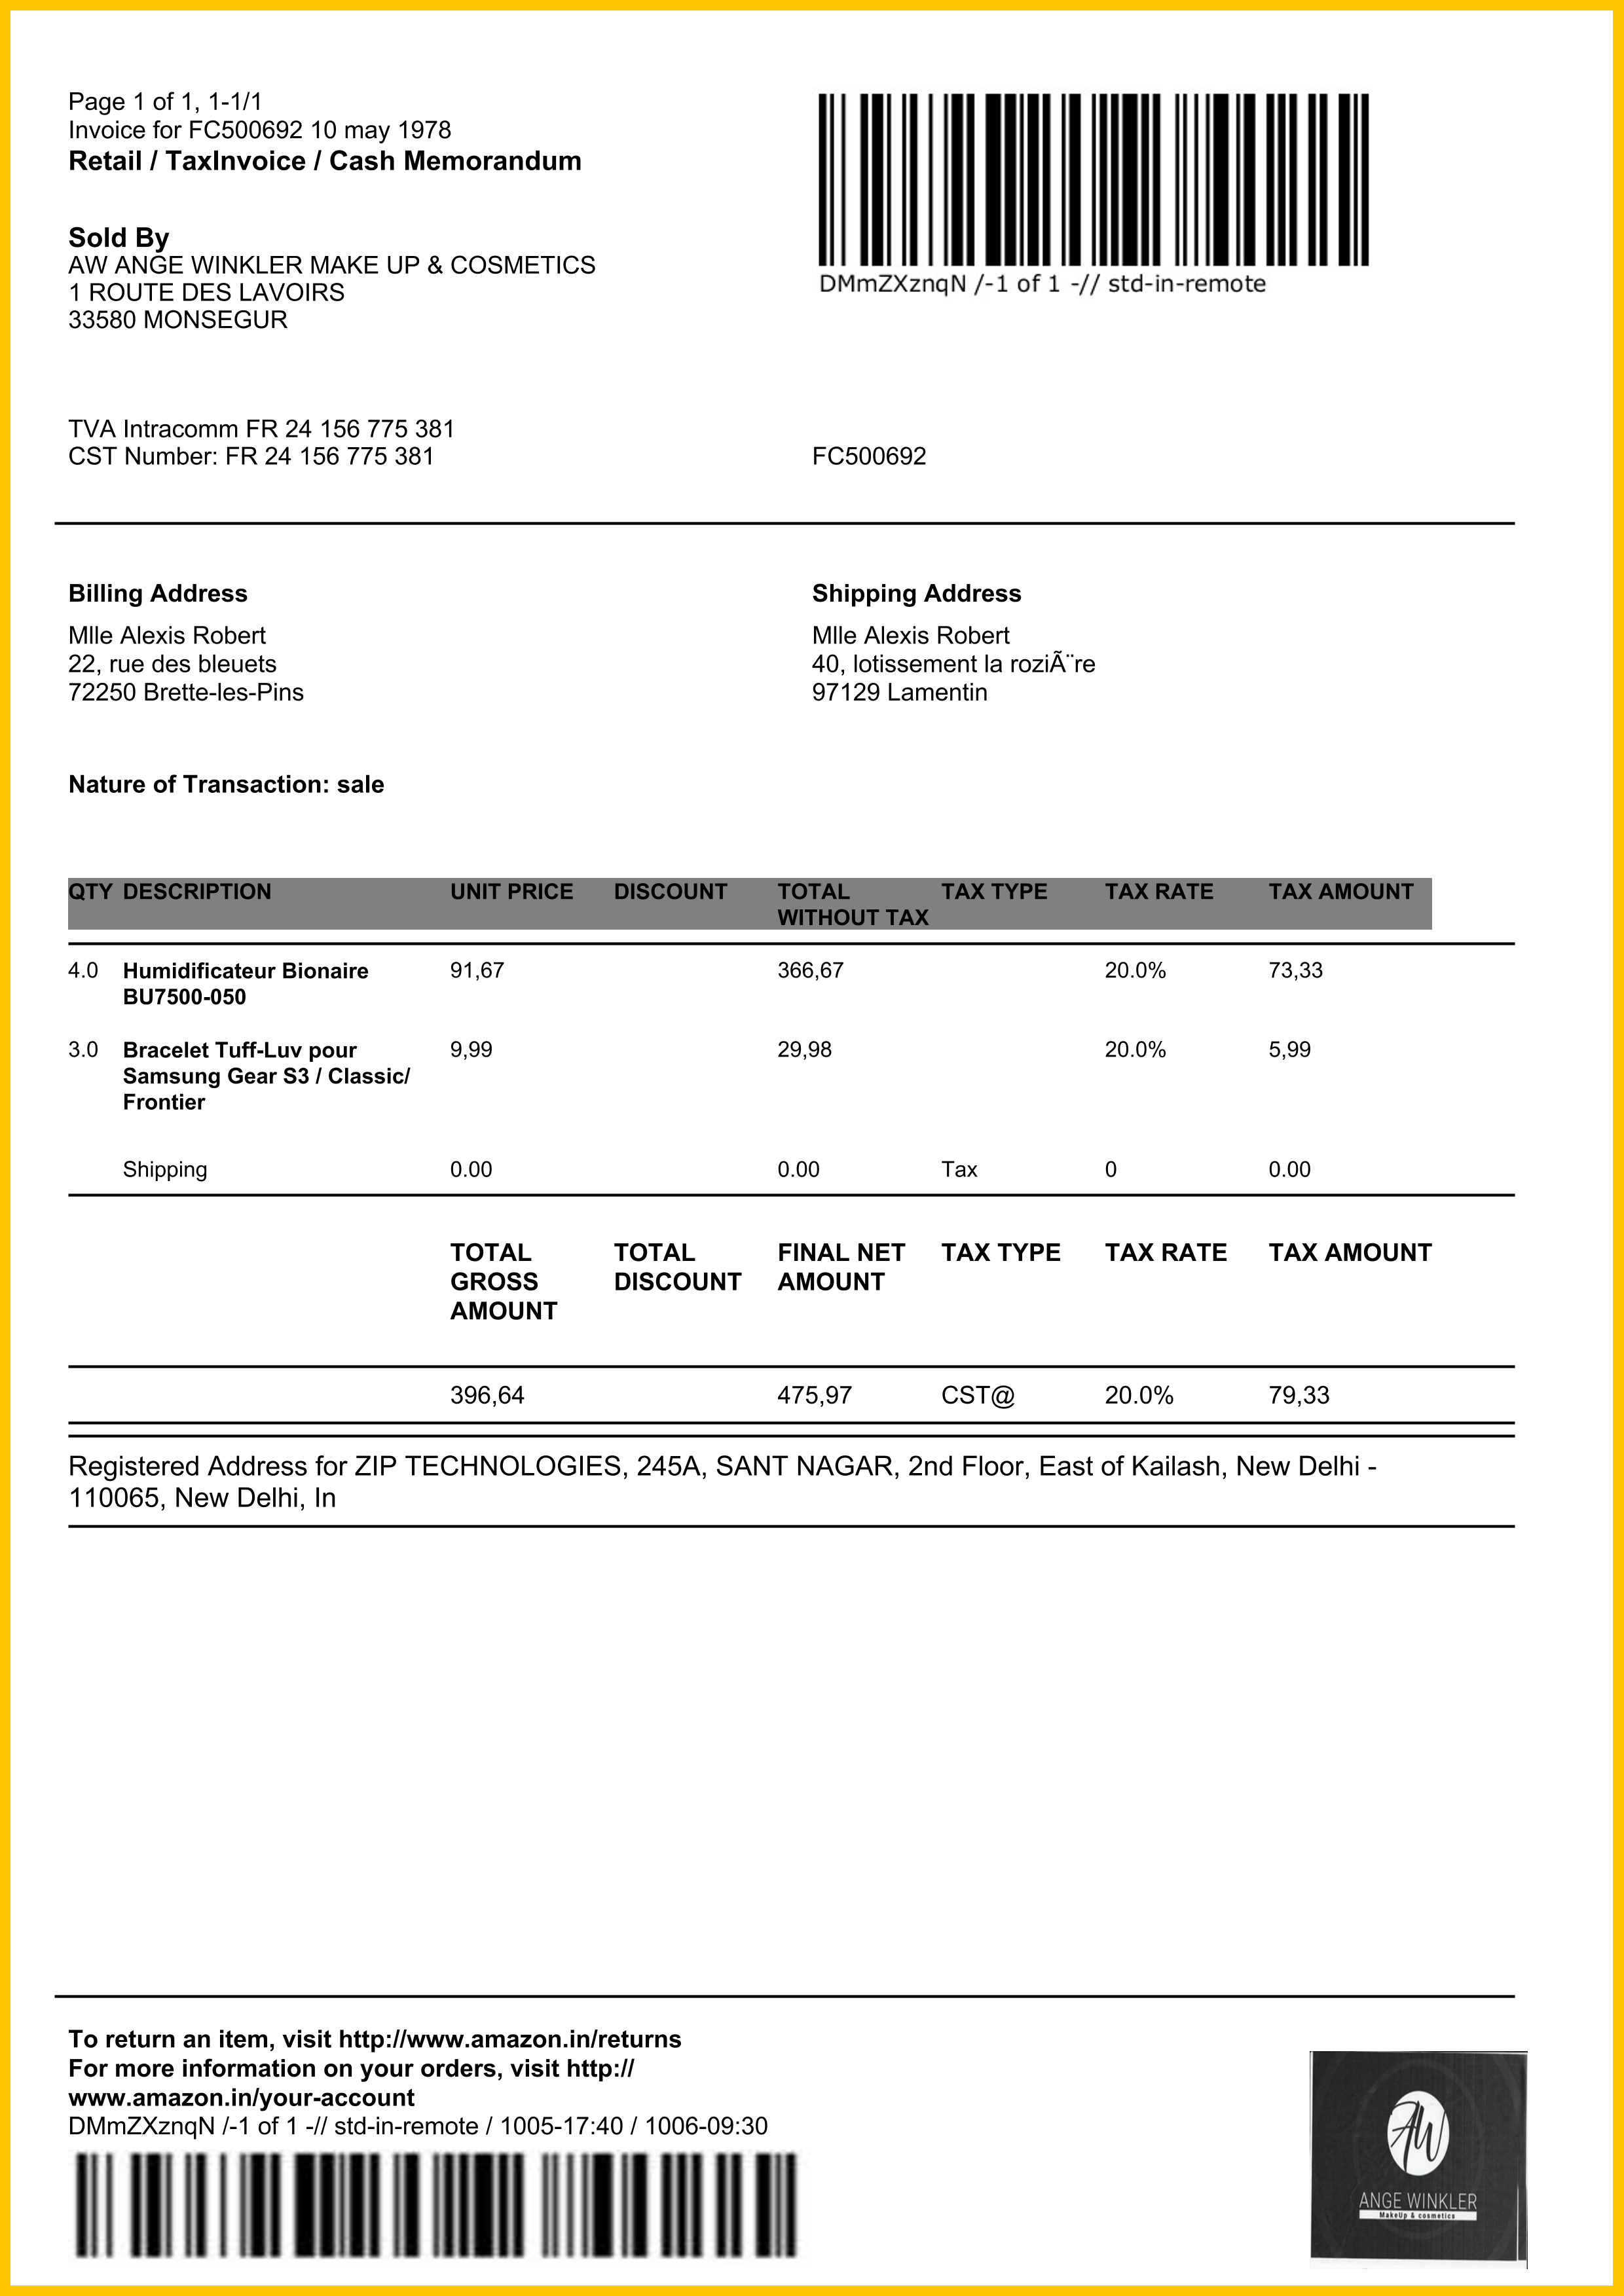 Page 1 of 1, 1-1/1
Invoice for FC500692 10 may 1978
Retail / TaxInvoice / Cash Memorandum
DMmZXznqN /-1 of 1 -// std-in-remote
Sold By
AW ANGE WINKLER MAKE UP & COSMETICS
1 ROUTE DES LAVOIRS
33580 MONSEGUR
TVA Intracomm FR 24 156 775 381
CST Number: FR 24 156 775 381
FC500692
Billing Address
Mlle Alexis Robert
22, rue des bleuets
72250 Brette-les-Pins
Shipping Address
Mlle Alexis Robert
40, lotissement la roziÃ¨re
97129 Lamentin
Nature of Transaction: sale
QTY DESCRIPTION UNIT PRICE DISCOUNT TOTAL TAX TYPE TAX RATE TAX AMOUNT
WITHOUT TAX
4.0 Humidificateur Bionaire 91,67 366,67 20.0% 73,33
BU7500-050
3.0 Bracelet Tuff-Luv pour 9,99 29,98 20.0% 5,99
Samsung Gear S3 / Classic/
Frontier
Shipping 0.00 0.00 Tax 0 0.00
TOTAL TOTAL FINAL NET TAX TYPE TAX RATE TAX AMOUNT
GROSS DISCOUNT AMOUNT
AMOUNT
396,64 475,97 CST@ 20.0% 79,33
Registered Address for ZIP TECHNOLOGIES, 245A, SANT NAGAR, 2nd Floor, East of Kailash, New Delhi -
110065, New Delhi, In
To return an item, visit http://www.amazon.in/returns
For more information on your orders, visit http://
www.amazon.in/your-account
DMmZXznqN /-1 of 1 -// std-in-remote / 1005-17:40 / 1006-09:30
AW
ANGE WINKLER
MakeUp & cosmetics